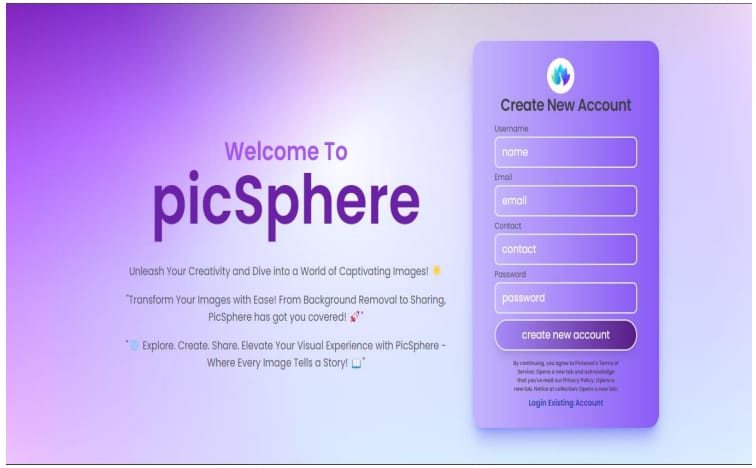 Welcome To
picSphere
Unleash Your Creativity and Dive into a World of Captivating Images! 🌟
"Transform Your Images with Ease! From Background Removal to Sharing,
PicSphere has got you covered! 🚀"
"🌐 Explore. Create. Share. Elevate Your Visual Experience with PicSphere -
Where Every Image Tells a Story! 📖"
Create New Account
Username
name
Email
email
Contact
contact
Password
password
create new account
By continuing, you agree to Pinterest's Terms of
Service; Opens a new tab and acknowledge
that you've read our Privacy Policy; Opens a
new tab. Notice at collection; Opens a new tab.
Login Existing Account